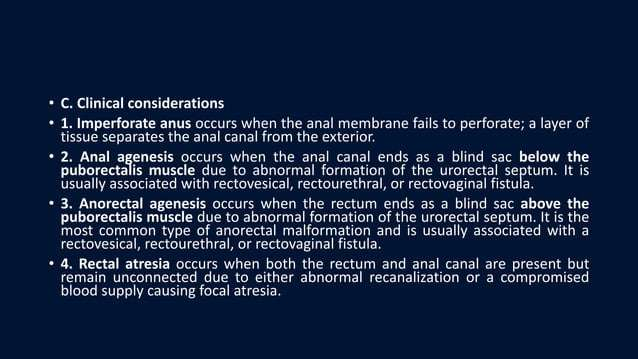 • C. Clinical considerations
• 1. Imperforate anus occurs when the anal membrane fails to perforate; a layer of
tissue separates the anal canal from the exterior.
• 2. Anal agenesis occurs when the anal canal ends as a blind sac below the
puborectalis muscle due to abnormal formation of the urorectal septum. It is
usually associated with rectovesical, rectourethral, or rectovaginal fistula.
• 3. Anorectal agenesis occurs when the rectum ends as a blind sac above the
puborectalis muscle due to abnormal formation of the urorectal septum. It is the
most common type of anorectal malformation and is usually associated with a
rectovesical, rectourethral, or rectovaginal fistula.
• 4. Rectal atresia occurs when both the rectum and anal canal are present but
remain unconnected due to either abnormal recanalization or a compromised
blood supply causing focal atresia.